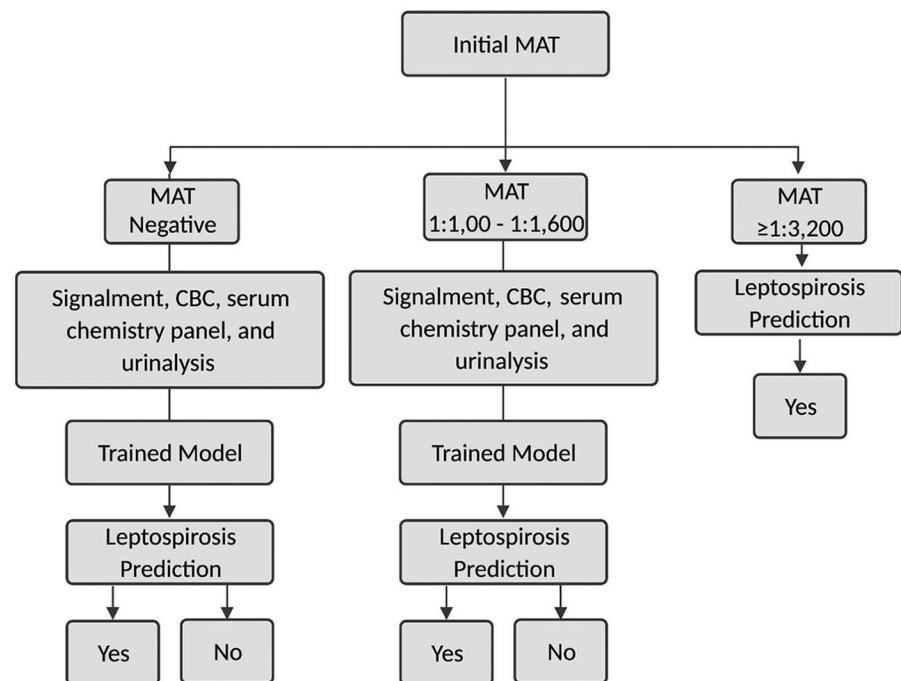 Initial MAT
MAT
Negative
MAT
1:1,00 - 1:1,600
MAT
≥1:3,200
Signalment, CBC, serum
chemistry panel, and
urinalysis
Signalment, CBC, serum
chemistry panel, and
urinalysis
Leptospirosis
Prediction
Yes
Trained Model
Trained Model
Leptospirosis
Prediction
Leptospirosis
Prediction
Yes
No
Yes
No